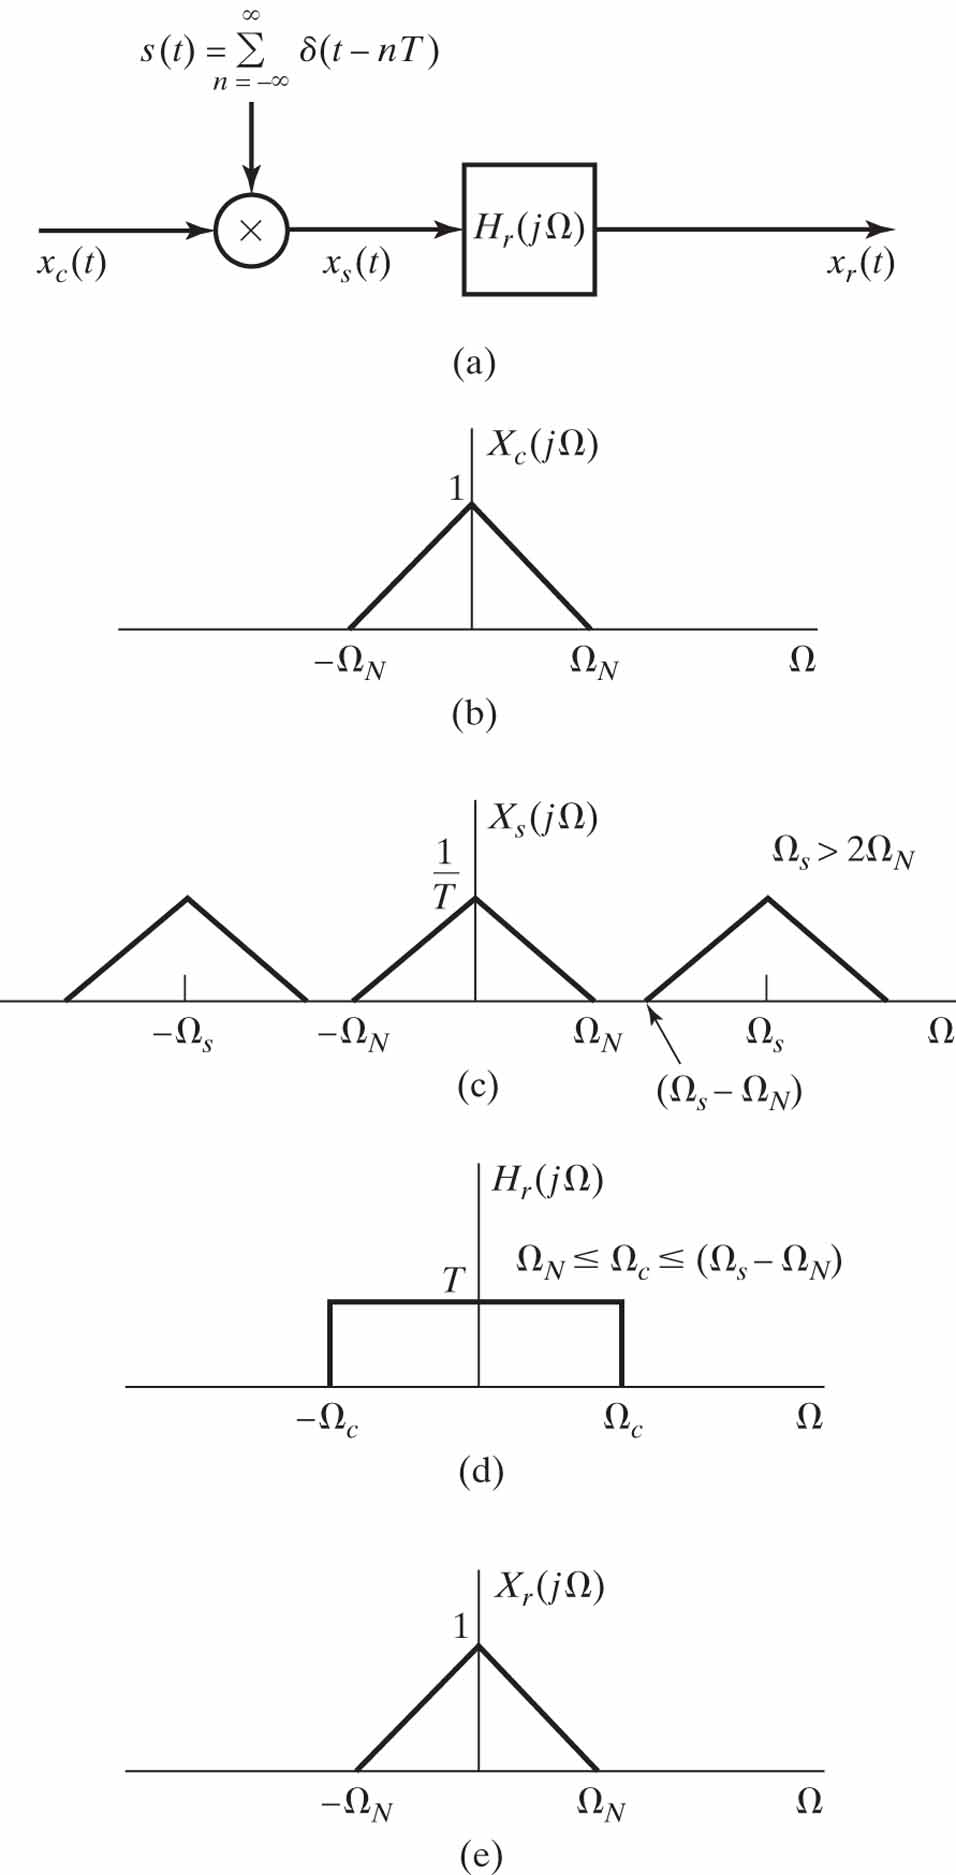 ∞
s(t) = ∑ δ(t – nT)
n = –∞
×
H_r(jΩ)
x_c(t)
x_s(t)
x_r(t)
(a)
X_c(jΩ)
1
–Ω_N
Ω_N
Ω
(b)
X_s(jΩ)
1/T
Ω_s > 2Ω_N
–Ω_s
–Ω_N
Ω_N
Ω_s
Ω
(Ω_s – Ω_N)
(c)
H_r(jΩ)
Ω_N ≤ Ω_c ≤ (Ω_s – Ω_N)
T
–Ω_c
Ω_c
Ω
(d)
X_r(jΩ)
1
–Ω_N
Ω_N
Ω
(e)